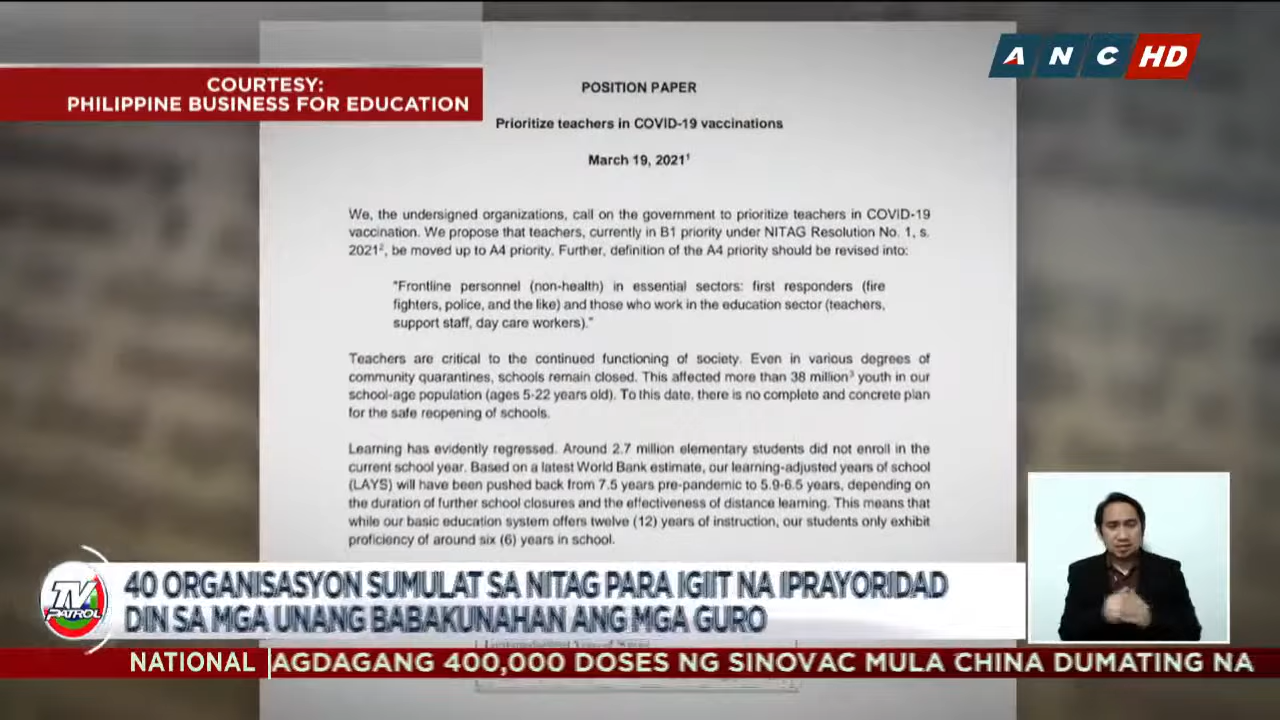 ANC HD
COURTESY:
PHILIPPINE BUSINESS FOR EDUCATION
POSITION PAPER
Prioritize teachers in COVID-19 vaccinations
March 19, 2021¹
We, the undersigned organizations, call on the government to prioritize teachers in COVID-19
vaccination. We propose that teachers, currently in B1 priority under NITAG Resolution No. 1, s.
2021², be moved up to A4 priority. Further, definition of the A4 priority should be revised into:
"Frontline personnel (non-health) in essential sectors: first responders (fire
fighters, police, and the like) and those who work in the education sector (teachers,
support staff, day care workers)."
Teachers are critical to the continued functioning of society. Even in various degrees of
community quarantines, schools remain closed. This affected more than 38 million³ youth in our
school-age population (ages 5-22 years old). To this date, there is no complete and concrete plan
for the safe reopening of schools.
Learning has evidently regressed. Around 2.7 million elementary students did not enroll in the
current school year. Based on a latest World Bank estimate, our learning-adjusted years of school
(LAYS) will have been pushed back from 7.5 years pre-pandemic to 5.9-6.5 years, depending on
the duration of further school closures and the effectiveness of distance learning. This means that
while our basic education system offers twelve (12) years of instruction, our students only exhibit
proficiency of around six (6) years in school.
TV PATROL
40 ORGANISASYON SUMULAT SA NITAG PARA IGIIT NA IPRAYORIDAD
DIN SA MGA UNANG BABAKUNAHAN ANG MGA GURO
NATIONAL AGDAGANG 400,000 DOSES NG SINOVAC MULA CHINA DUMATING NA